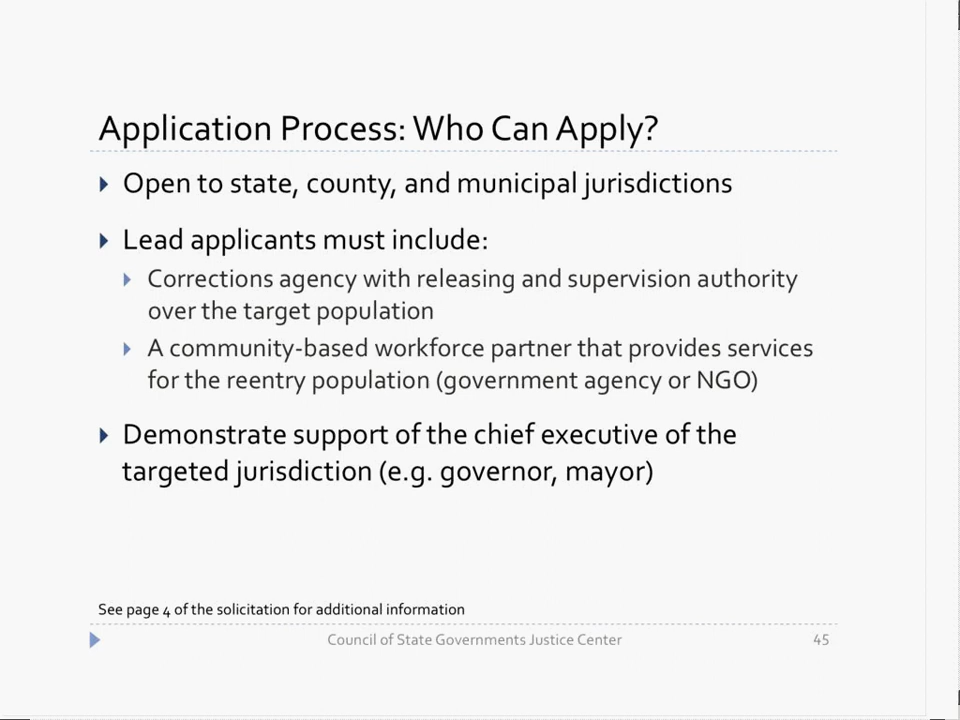 Application Process: Who Can Apply?
Open to state, county, and municipal jurisdictions
Lead applicants must include:
Corrections agency with releasing and supervision authority
over the target population
A community-based workforce partner that provides services
for the reentry population (government agency or NGO)
Demonstrate support of the chief executive of the
targeted jurisdiction (e.g. governor, mayor)
See page 4 of the solicitation for additional information
Council of State Governments Justice Center
45